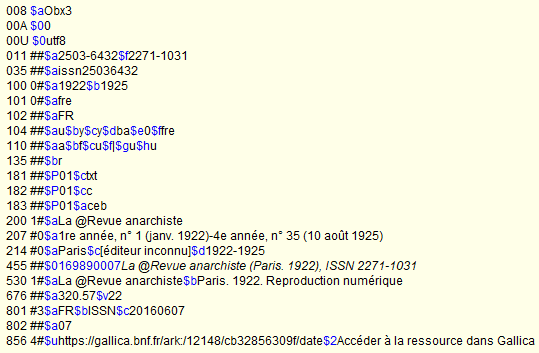 008 $aObx3
00A $00
00U $0utf8
011 ##$a2503-6432$f2271-1031
035 ##$aissn25036432
100 0#$a1922$b1925
101 0#$afre
102 ##$aFR
104 ##$au$by$cy$dba$e0$ffre
110 ##$aa$bf$cu$f|$gu$hu
135 ##$br
181 ##$P01$ctxt
182 ##$P01$cc
183 ##$P01$aceb
200 1#$aLa @Revue anarchiste
207 #0$a1re année, n° 1 (janv. 1922)-4e année, n° 35 (10 août 1925)
214 #0$aParis$c[éditeur inconnu]$d1922-1925
455 ##$0169890007La @Revue anarchiste (Paris. 1922), ISSN 2271-1031
530 1#$aLa @Revue anarchiste$bParis. 1922. Reproduction numérique
676 ##$a320.57$v22
801 #3$aFR$bISSN$c20160607
802 ##$a07
856 4#$uhttps://gallica.bnf.fr/ark:/12148/cb32856309f/date$2Accéder à la ressource dans Gallica